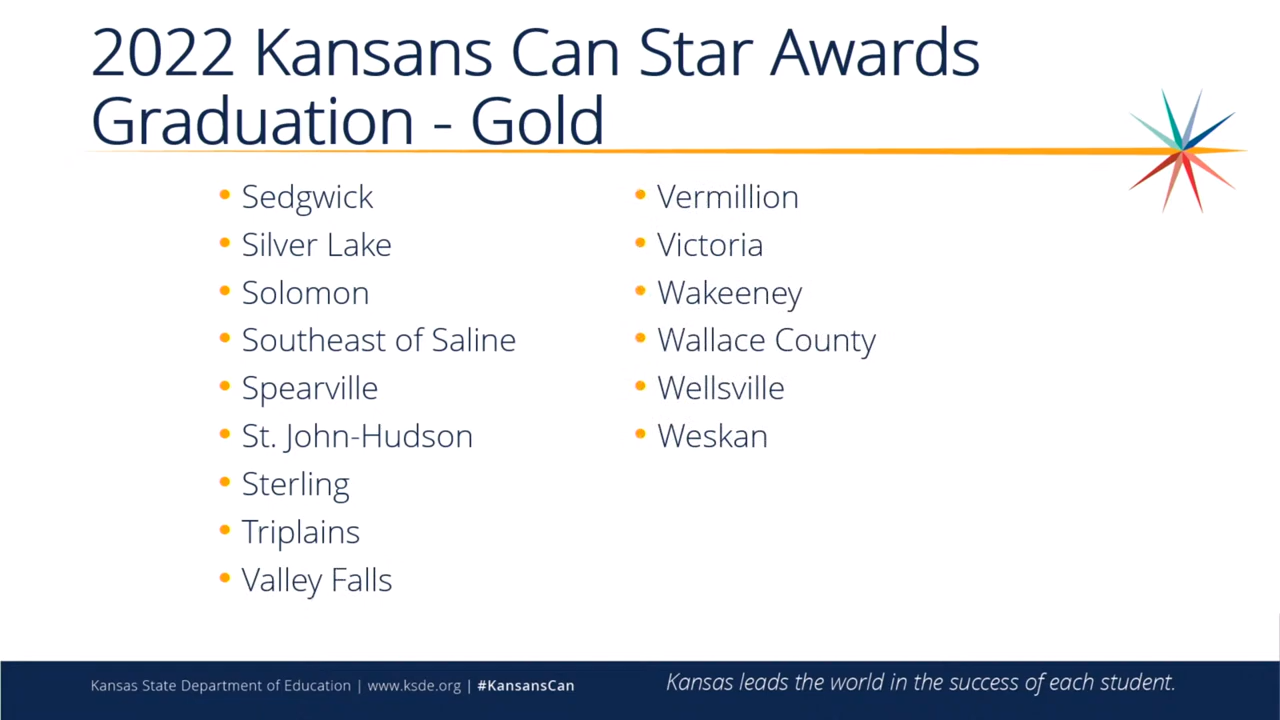 2022 Kansans Can Star Awards
Graduation - Gold
• Sedgwick
• Silver Lake
• Solomon
• Southeast of Saline
• Spearville
• St. John-Hudson
• Sterling
• Triplains
• Valley Falls
• Vermillion
• Victoria
• Wakeeney
• Wallace County
• Wellsville
• Weskan
Kansas State Department of Education | www.ksde.org | #KansansCan
Kansas leads the world in the success of each student.